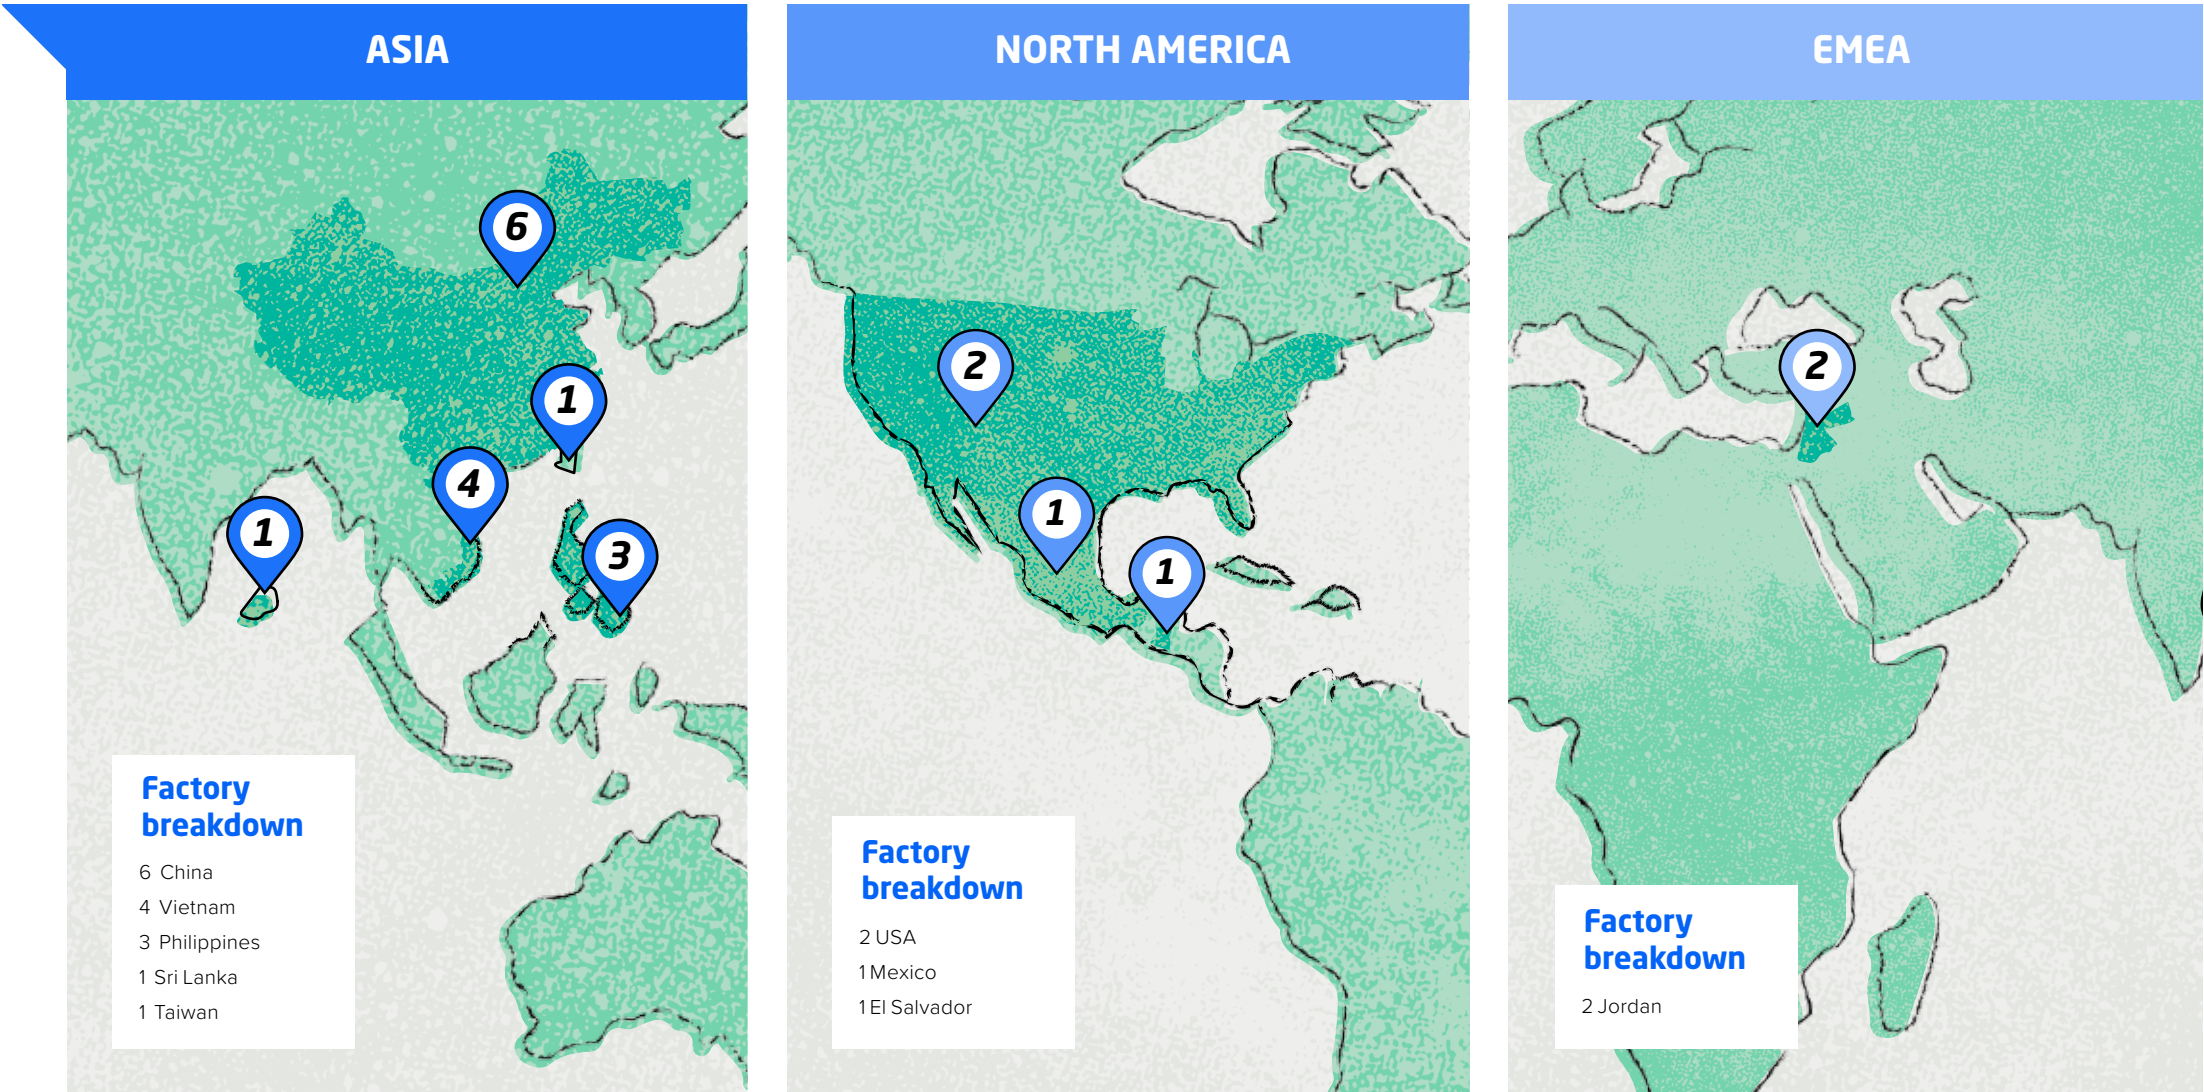 ASIA
6
1
4
1
3
Factory
breakdown
6 China
4 Vietnam
3 Philippines
1 Sri Lanka
1 Taiwan
NORTH AMERICA
2
1
1
Factory
breakdown
2 USA
1 Mexico
1 El Salvador
EMEA
2
Factory
breakdown
2 Jordan